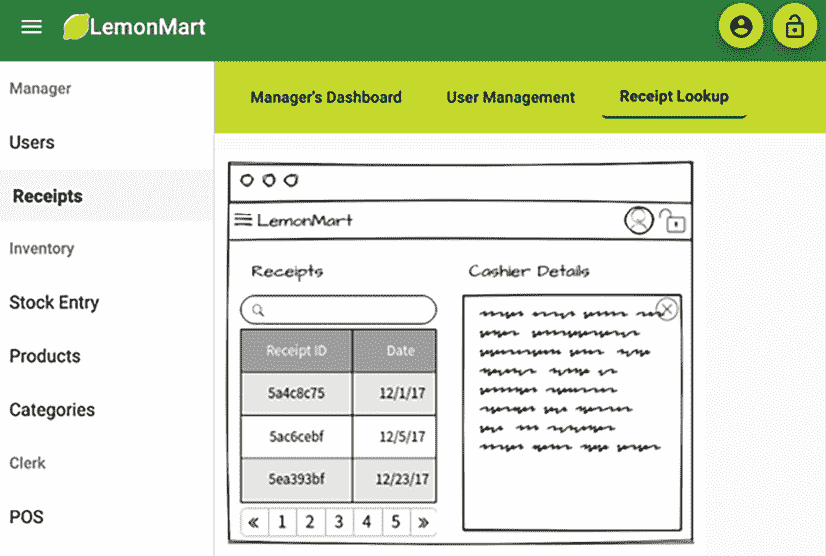 LemonMart
Manager
Users
Receipts
Inventory
Stock Entry
Products
Categories
Clerk
POS
Manager's Dashboard User Management Receipt Lookup
LemonMart
Receipts
Receipt ID Date
5a4c8c75 12/1/17
5ac6cebf 12/5/17
5ea393bf 12/23/17
« 1 2 3 4 5 »
Cashier Details